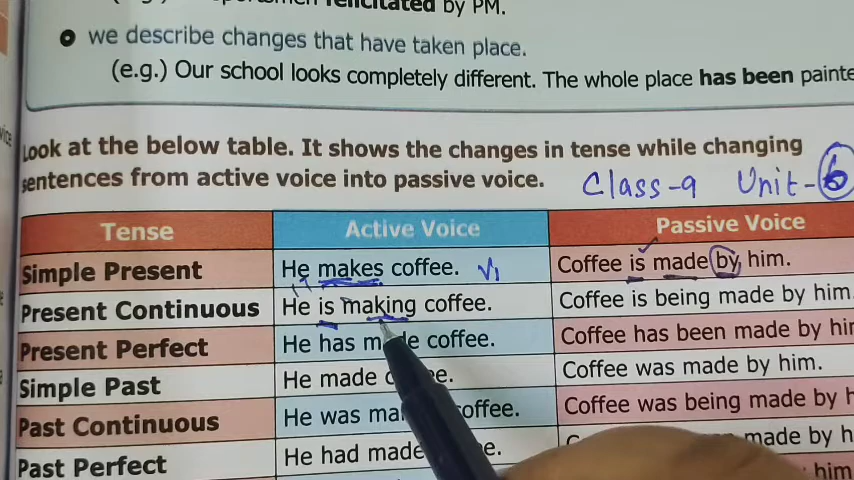 felicitated by PM.
we describe changes that have taken place.
(e.g.) Our school looks completely different. The whole place has been painte
Look at the below table. It shows the changes in tense while changing
sentences from active voice into passive voice. Class-9 Unit-6
Tense Active Voice Passive Voice
Simple Present He makes coffee. V1 Coffee is made by him.
Present Continuous He is making coffee. Coffee is being made by him
Present Perfect He has made coffee. Coffee has been made by hi
Simple Past He made Coffee was made by him.
Past Continuous He was coffee. Coffee was being made by h
Past Perfect He had made made by h
him